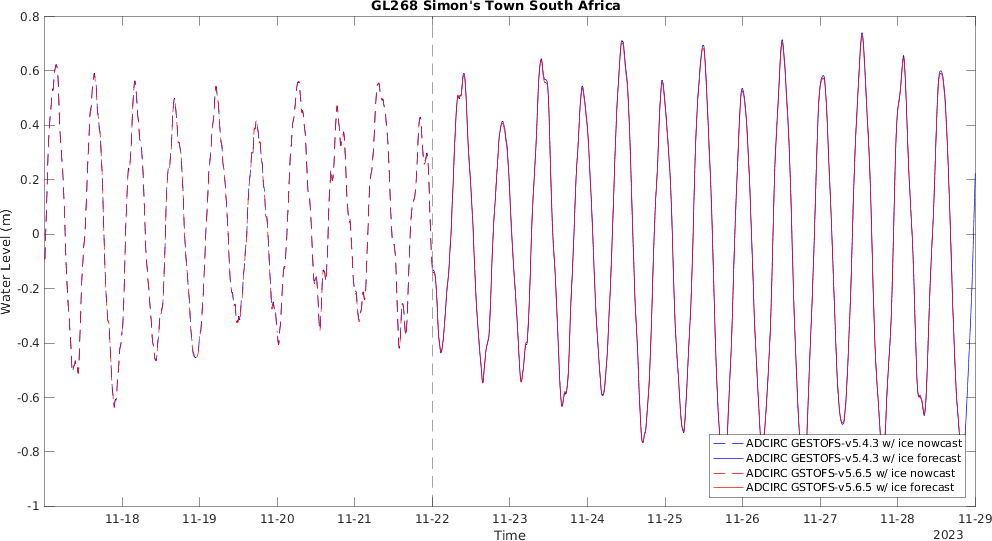 GL268 Simon's Town South Africa
0.8
0.6
0.4
0.2
0
-0.2
-0.4
-0.6
-0.8
-1
Water Level (m)
ADCIRC GESTOFS-v5.4.3 w/ ice nowcast
ADCIRC GESTOFS-v5.4.3 w/ ice forecast
ADCIRC GSTOFS-v5.6.5 w/ ice nowcast
ADCIRC GSTOFS-v5.6.5 w/ ice forecast
11-18 11-19 11-20 11-21 11-22 11-23 11-24 11-25 11-26 11-27 11-28 11-29
Time
2023